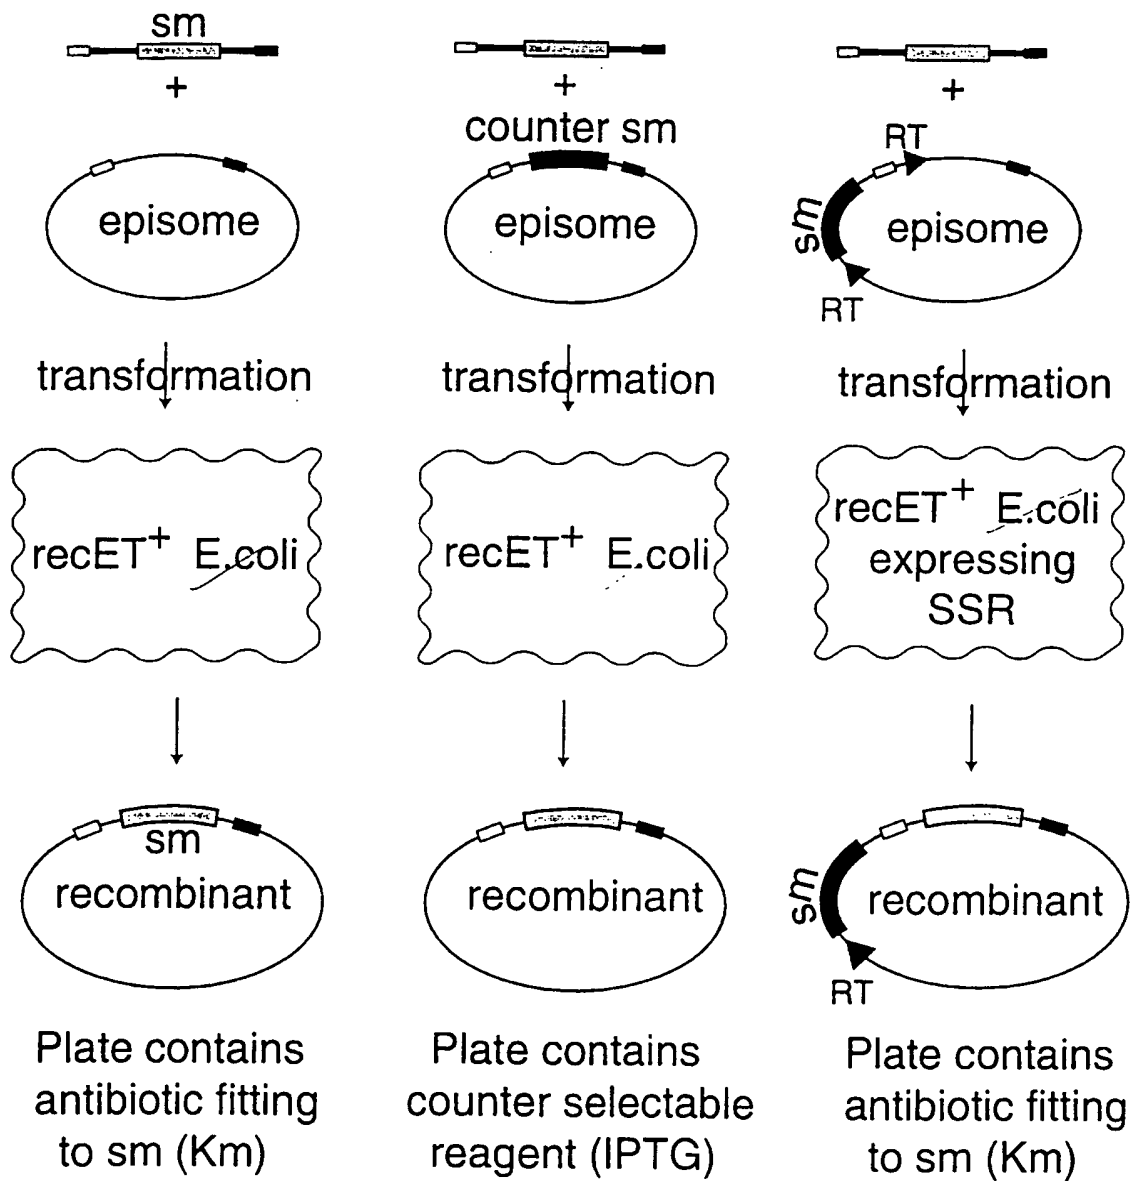 sm
+
episome
transformation
recET+ E.coli
sm
recombinant
Plate contains
antibiotic fitting
to sm (Km)
+
counter sm
episome
transformation
recET+ E.coli
recombinant
Plate contains
counter selectable
reagent (IPTG)
+
RT
sm
episome
RT
transformation
recET+ E.coli
expressing
SSR
sm
recombinant
RT
Plate contains
antibiotic fitting
to sm (Km)